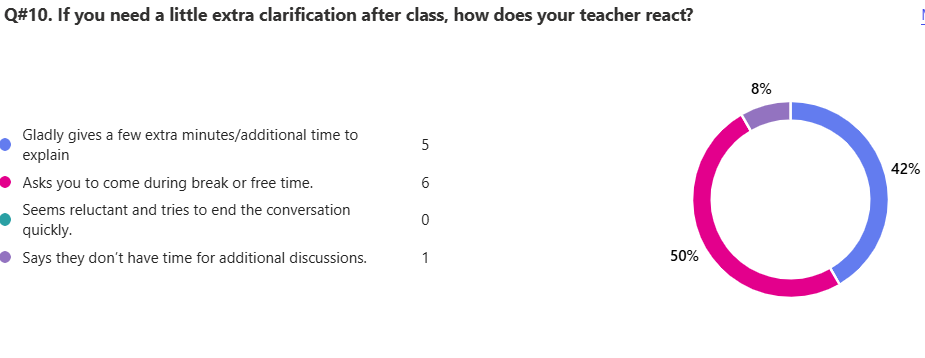 Q#10. If you need a little extra clarification after class, how does your teacher react?
8%
Gladly gives a few extra minutes/additional time to
explain
5
42%
Asks you to come during break or free time.
6
Seems reluctant and tries to end the conversation
quickly.
0
Says they don't have time for additional discussions.
1
50%